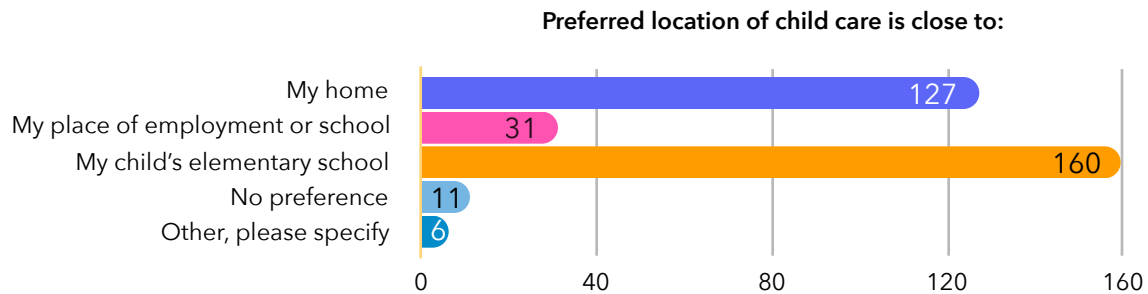 Preferred location of child care is close to:
My home 127
My place of employment or school 31
My child’s elementary school 160
No preference 11
Other, please specify 6
0 40 80 120 160